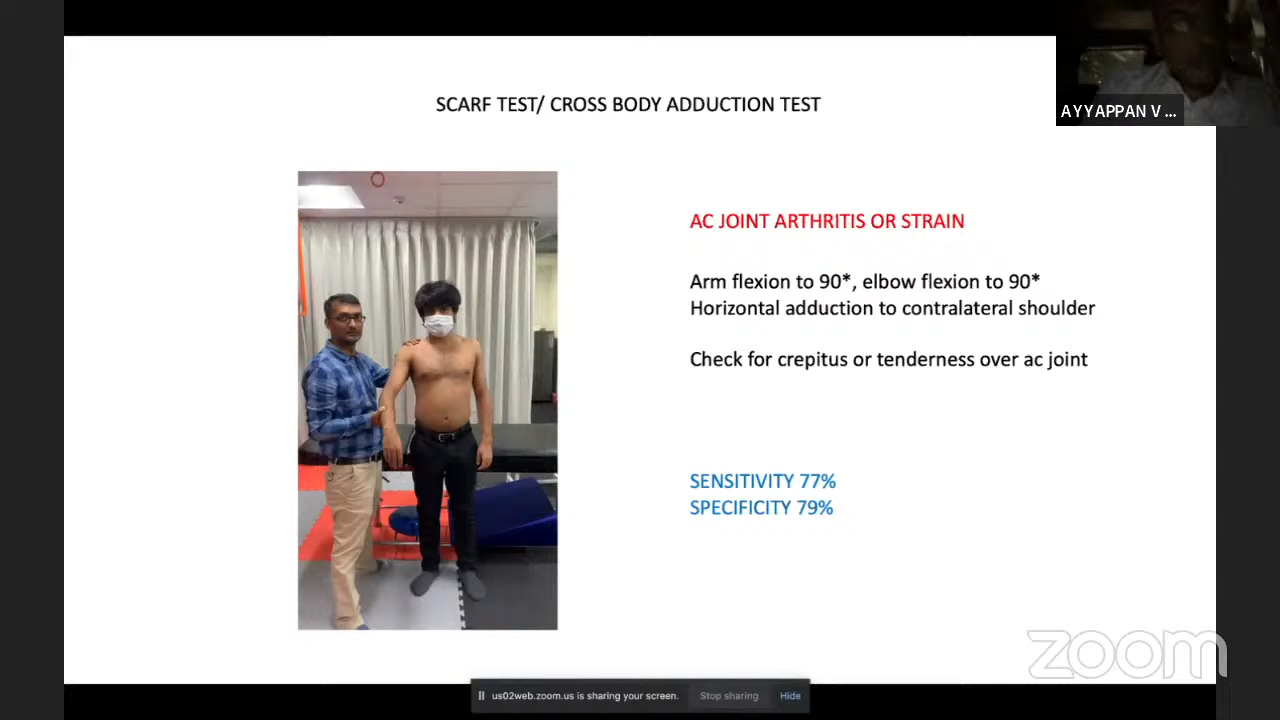 SCARF TEST/ CROSS BODY ADDUCTION TEST
AYYAPPAN V ...
AC JOINT ARTHRITIS OR STRAIN
Arm flexion to 90*, elbow flexion to 90*
Horizontal adduction to contralateral shoulder
Check for crepitus or tenderness over ac joint
SENSITIVITY 77%
SPECIFICITY 79%
zoom
us02web.zoom.us is sharing your screen.
Stop sharing
Hide